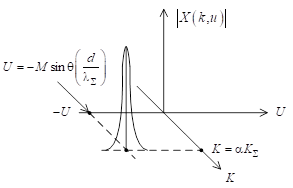 |X(k,u)|
U = −M sin θ (d/λ_Σ)
−U
U
K = αK_Σ
K